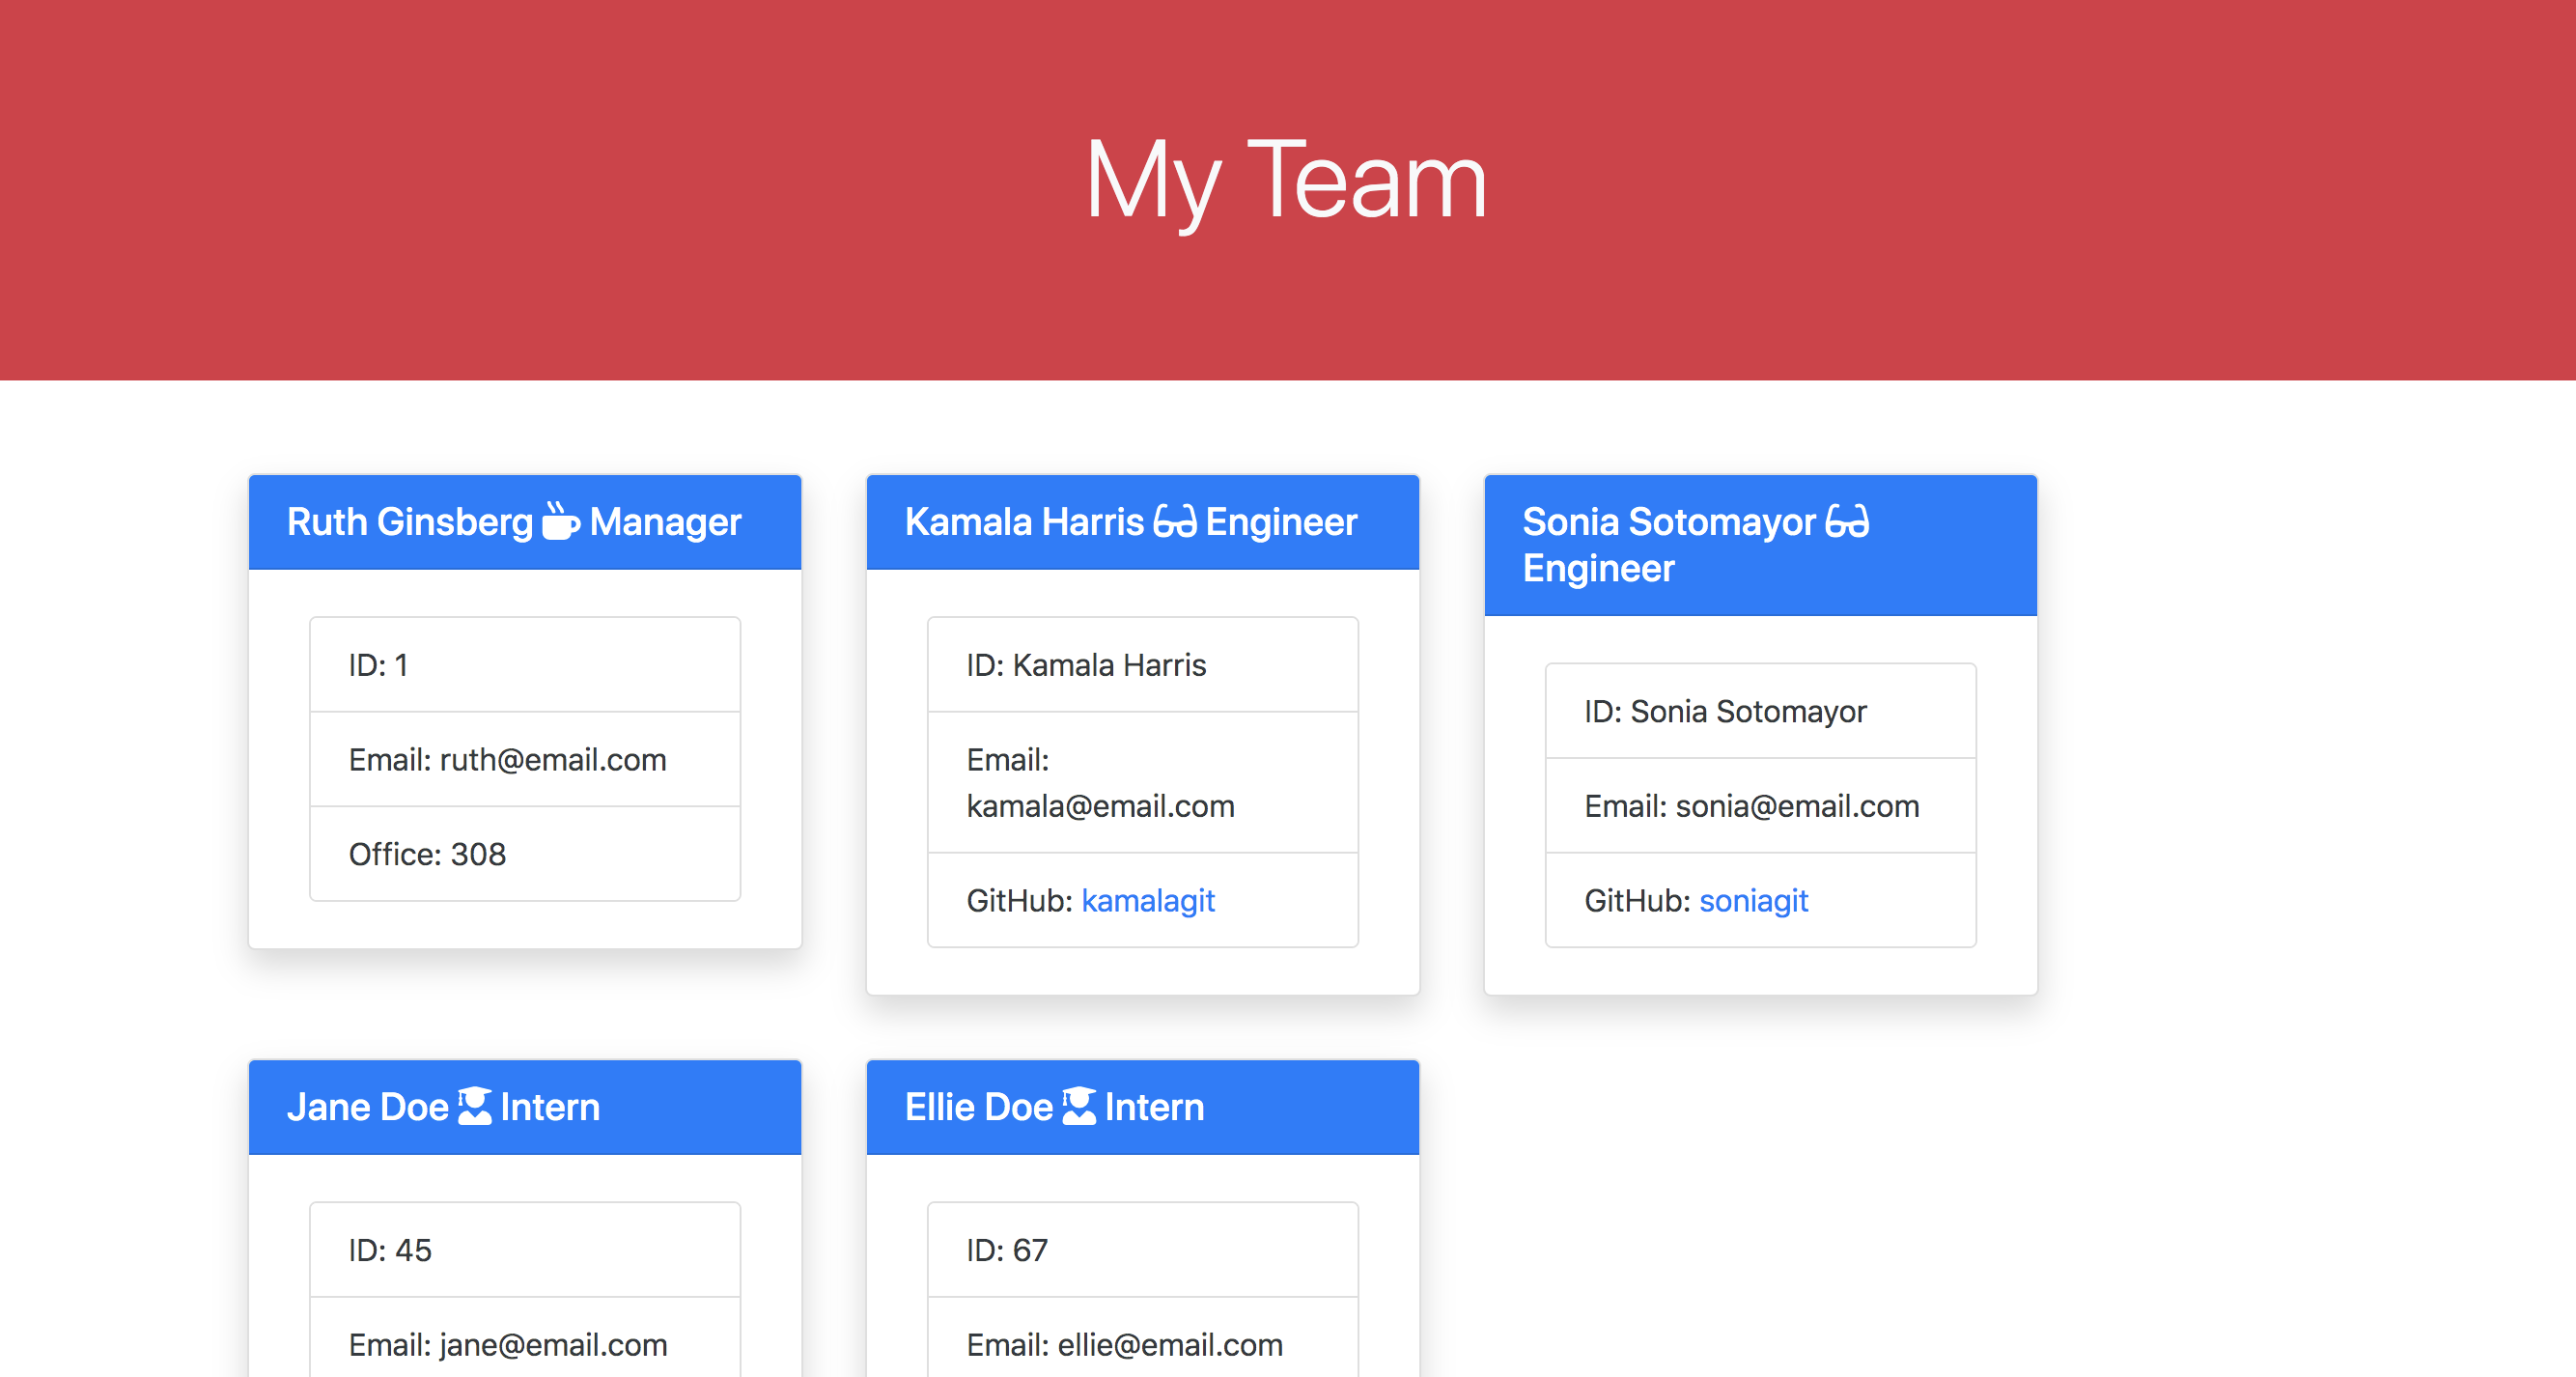 My Team
Ruth Ginsberg Manager
ID: 1
Email: ruth@email.com
Office: 308
Kamala Harris Engineer
ID: Kamala Harris
Email:
kamala@email.com
GitHub: kamalagit
Sonia Sotomayor
Engineer
ID: Sonia Sotomayor
Email: sonia@email.com
GitHub: soniagit
Jane Doe Intern
ID: 45
Email: jane@email.com
Ellie Doe Intern
ID: 67
Email: ellie@email.com